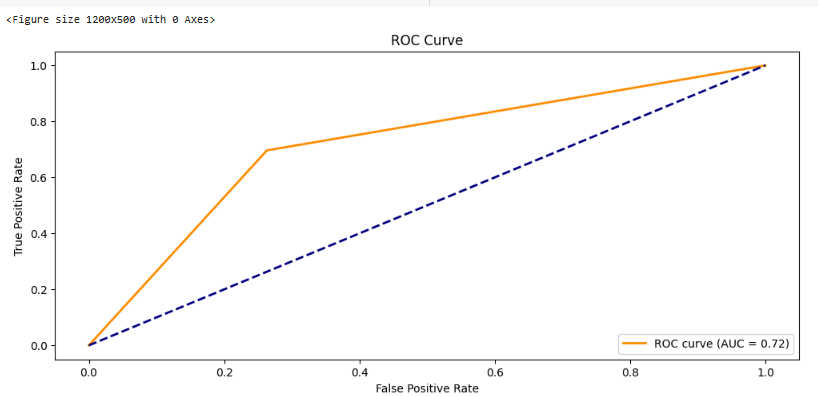 <Figure size 1200x500 with 0 Axes>
ROC Curve
1.0
0.8
0.6
0.4
0.2
0.0
True Positive Rate
ROC curve (AUC = 0.72)
0.0 0.2 0.4 0.6 0.8 1.0
False Positive Rate